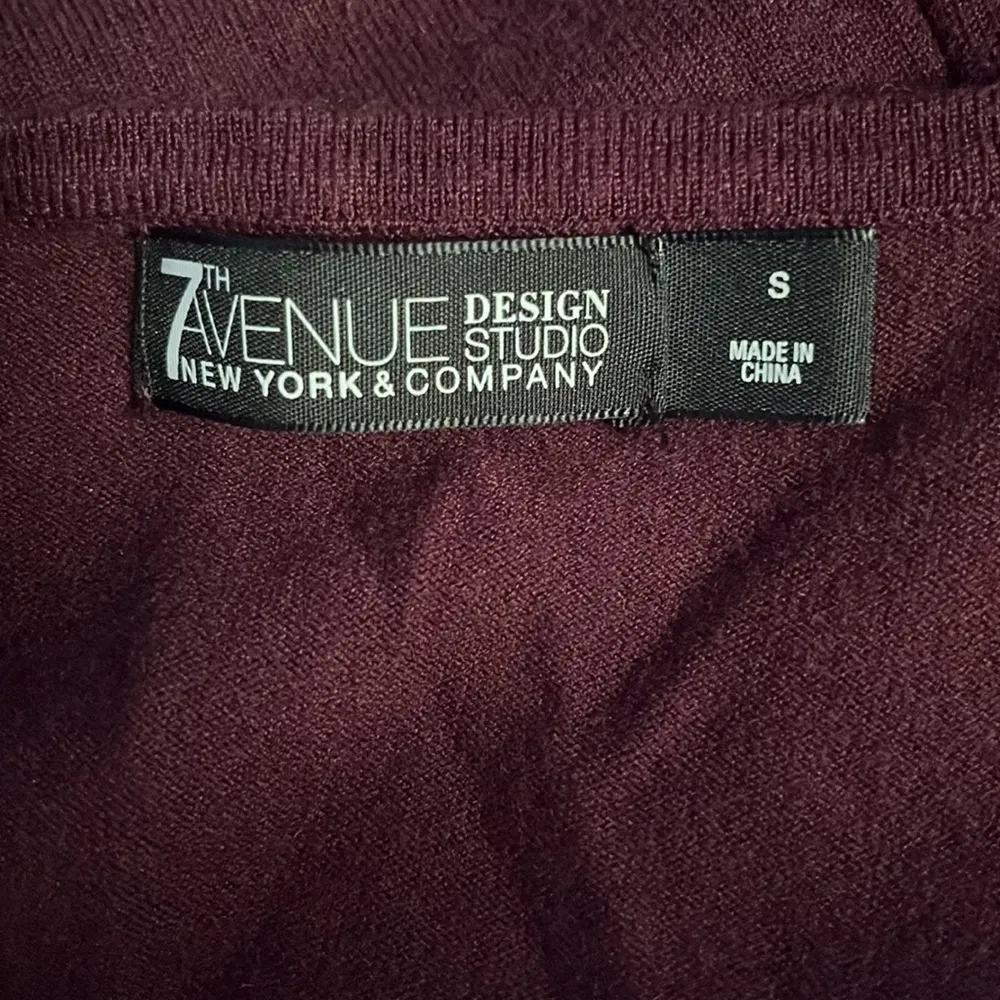 7TH AVENUE DESIGN STUDIO
NEW YORK & COMPANY
S
MADE IN
CHINA